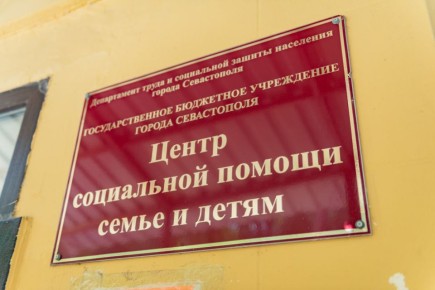 Департамент труда и социальной защиты населения
города Севастополя
ГОСУДАРСТВЕННОЕ БЮДЖЕТНОЕ УЧРЕЖДЕНИЕ
ГОРОДА СЕВАСТОПОЛЯ
Центр
социальной помощи
семье и детям